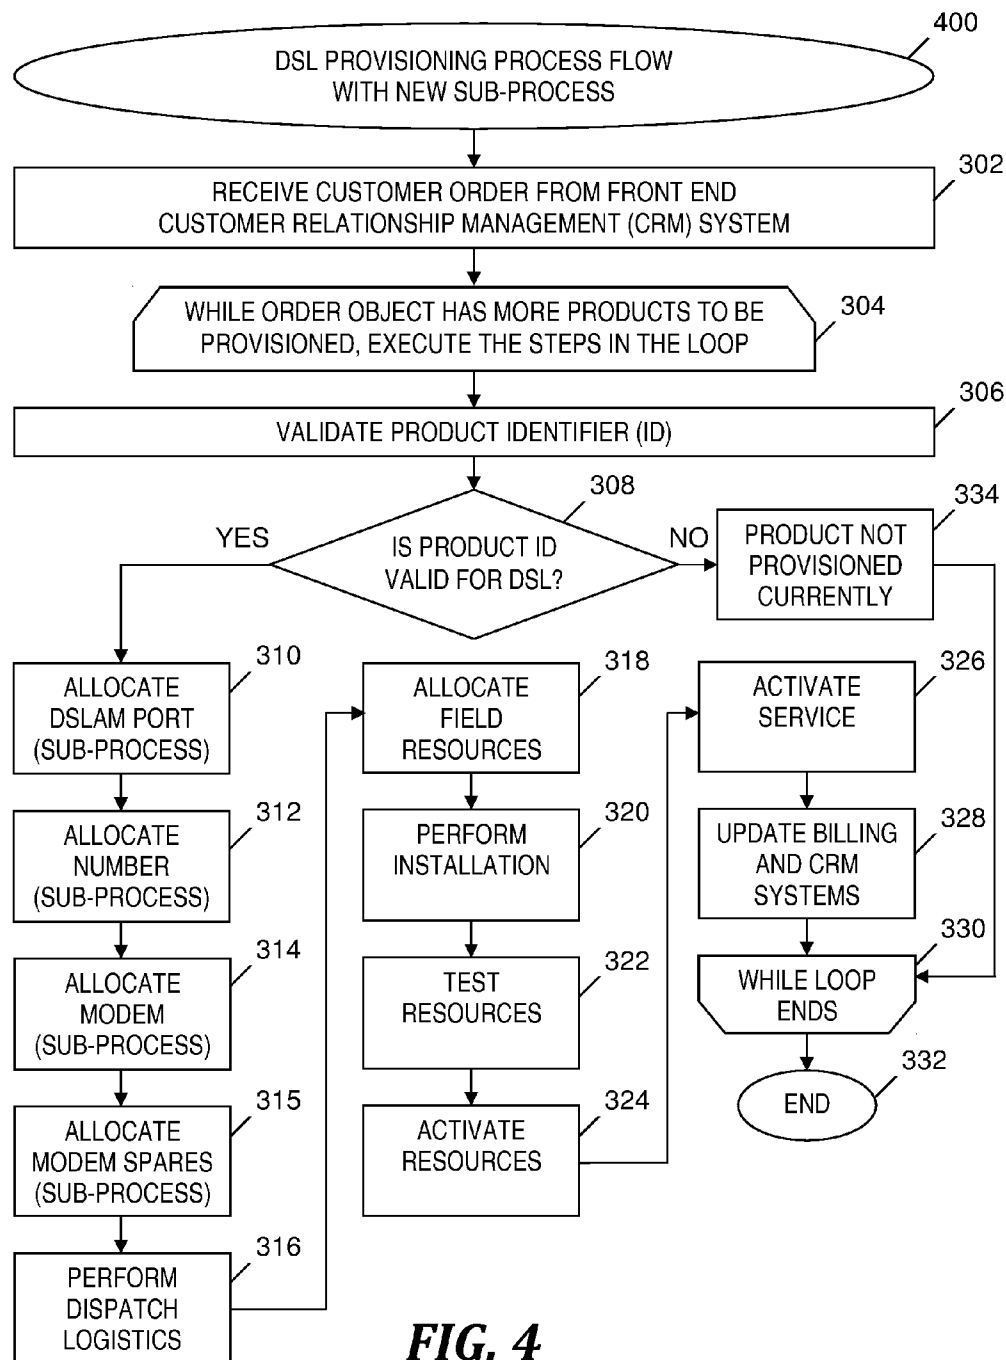 400
DSL PROVISIONING PROCESS FLOW
WITH NEW SUB-PROCESS
302
RECEIVE CUSTOMER ORDER FROM FRONT END
CUSTOMER RELATIONSHIP MANAGEMENT (CRM) SYSTEM
304
WHILE ORDER OBJECT HAS MORE PRODUCTS TO BE
PROVISIONED, EXECUTE THE STEPS IN THE LOOP
306
VALIDATE PRODUCT IDENTIFIER (ID)
308
IS PRODUCT ID
VALID FOR DSL?
YES
NO
334
PRODUCT NOT
PROVISIONED
CURRENTLY
310
ALLOCATE
DSLAM PORT
(SUB-PROCESS)
312
ALLOCATE
NUMBER
(SUB-PROCESS)
314
ALLOCATE
MODEM
(SUB-PROCESS)
315
ALLOCATE
MODEM SPARES
(SUB-PROCESS)
316
PERFORM
DISPATCH
LOGISTICS
318
ALLOCATE
FIELD
RESOURCES
320
PERFORM
INSTALLATION
322
TEST
RESOURCES
324
ACTIVATE
RESOURCES
326
ACTIVATE
SERVICE
328
UPDATE BILLING
AND CRM
SYSTEMS
330
WHILE LOOP
ENDS
332
END
FIG. 4